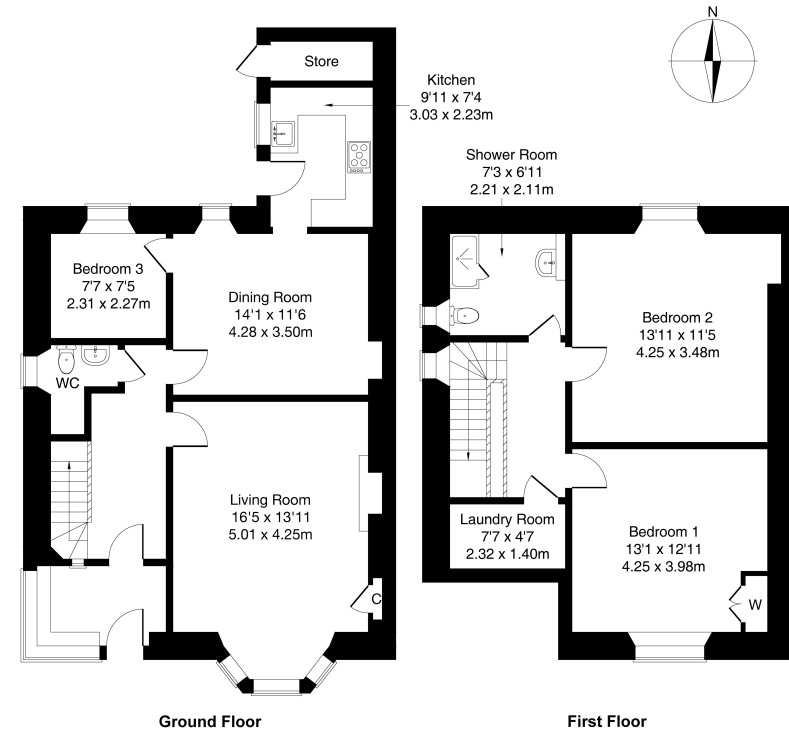 N
Store
Kitchen
9'11 x 7'4
3.03 x 2.23m
Shower Room
7'3 x 6'11
2.21 x 2.11m
Bedroom 3
7'7 x 7'5
2.31 x 2.27m
Dining Room
14'1 x 11'6
4.28 x 3.50m
Bedroom 2
13'11 x 11'5
4.25 x 3.48m
WC
Living Room
16'5 x 13'11
5.01 x 4.25m
Laundry Room
7'7 x 4'7
2.32 x 1.40m
Bedroom 1
13'1 x 12'11
4.25 x 3.98m
C
W
Ground Floor
First Floor